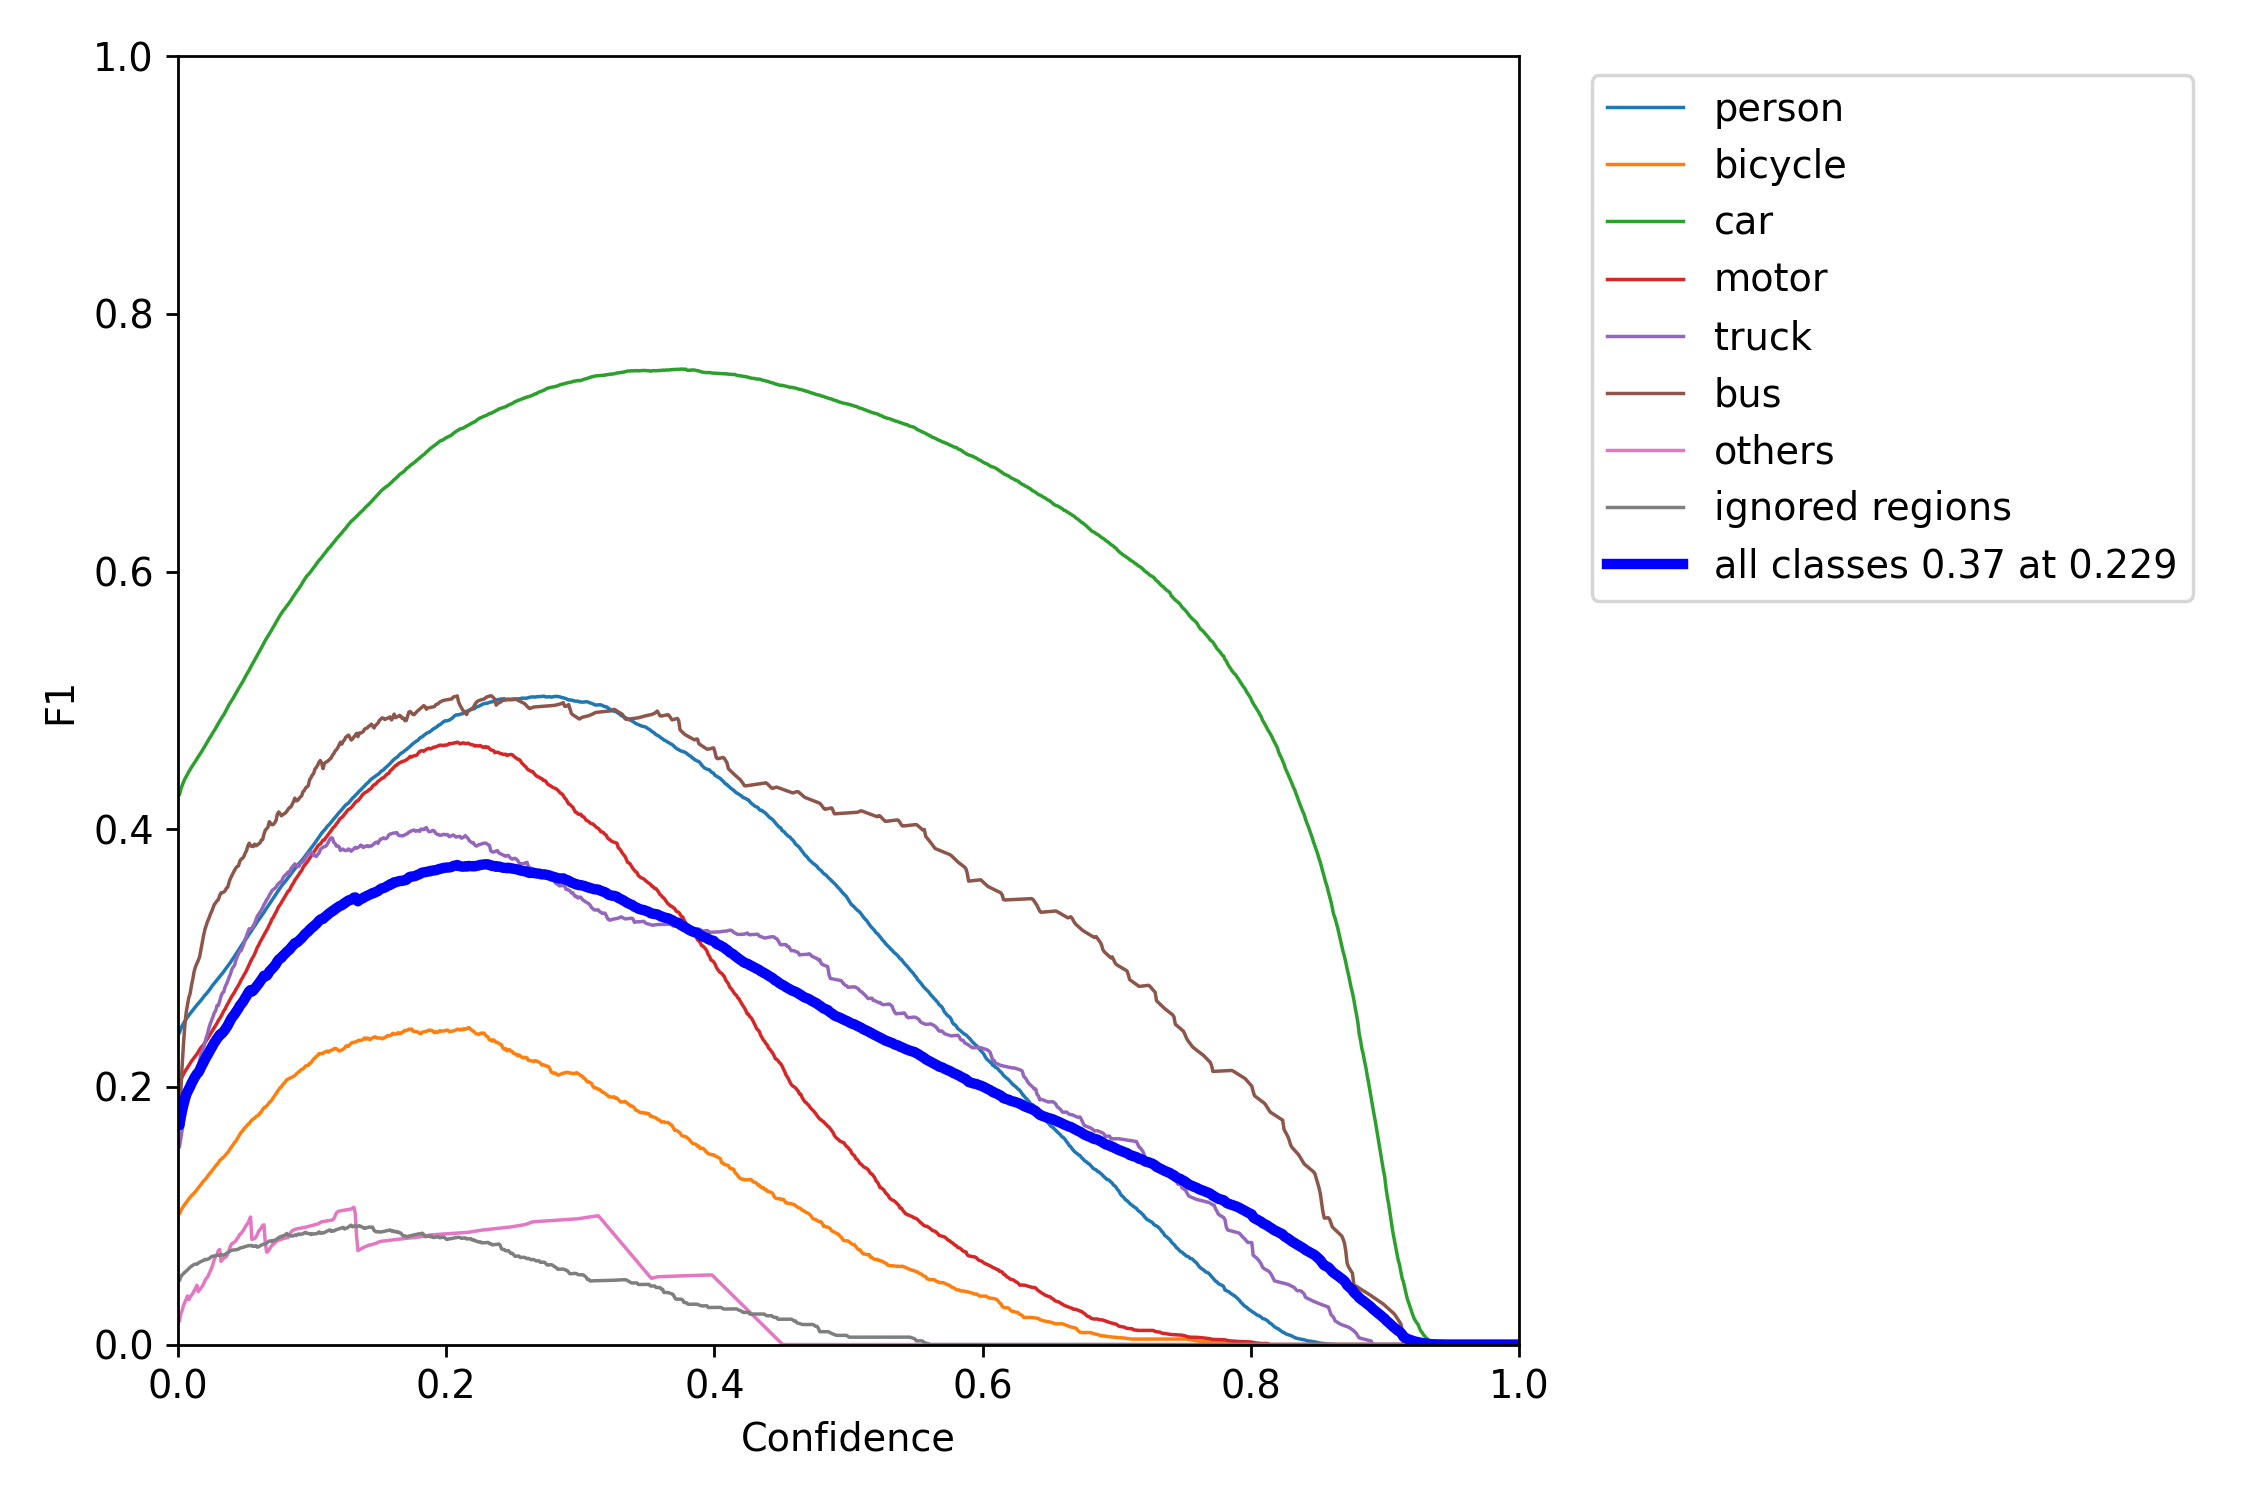 1.0
0.8
0.6
0.4
0.2
0.0
F1
0.0 0.2 0.4 0.6 0.8 1.0
Confidence
person
bicycle
car
motor
truck
bus
others
ignored regions
all classes 0.37 at 0.229